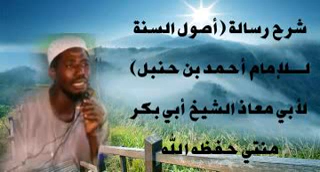 شرح رسالة (أصول السنة
للإمام أحمد بن حنبل)
لأبي معاذ الشيخ أبي بكر
منتي حفظه الله